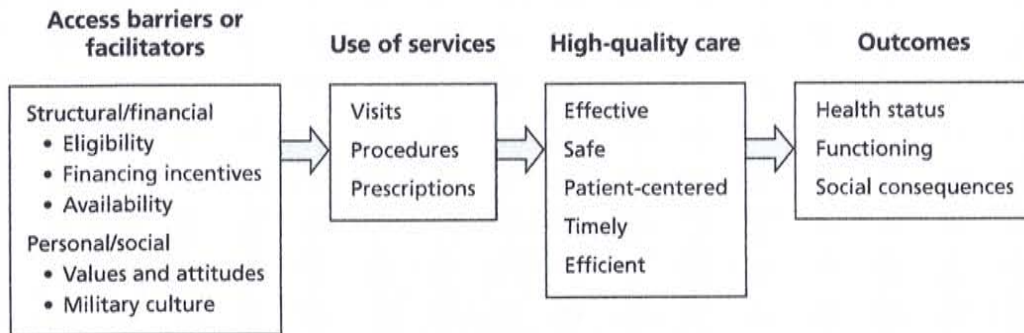 Access barriers or
facilitators
Structural/financial
• Eligibility
• Financing incentives
• Availability
Personal/social
• Values and attitudes
• Military culture
Use of services
Visits
Procedures
Prescriptions
High-quality care
Effective
Safe
Patient-centered
Timely
Efficient
Outcomes
Health status
Functioning
Social consequences